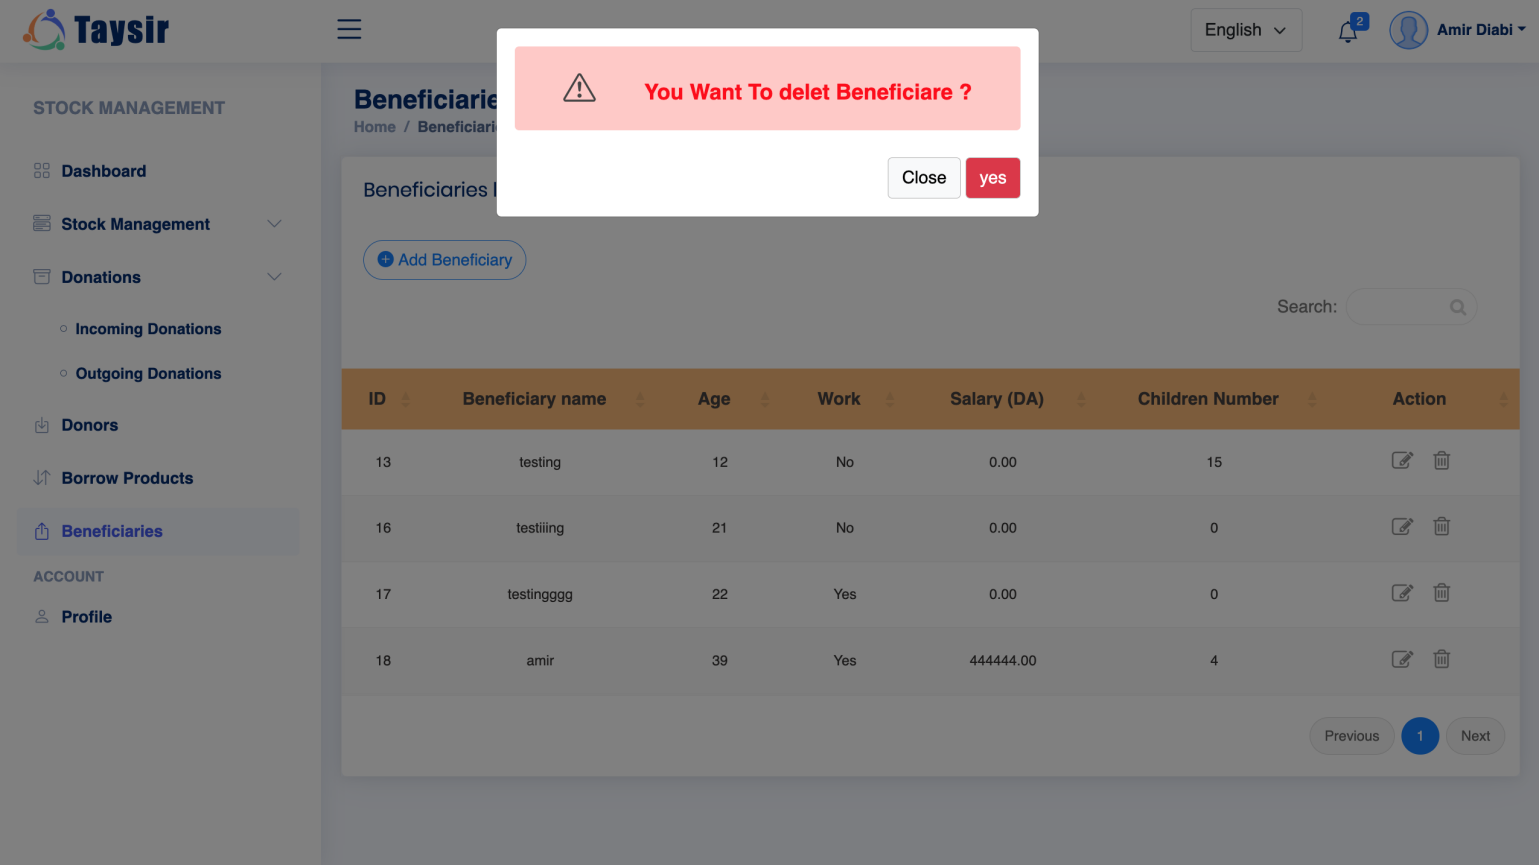 Taysir
English
2
Amir Diabi
You Want To delet Beneficiare ?
Close
yes
STOCK MANAGEMENT
Dashboard
Stock Management
Donations
Incoming Donations
Outgoing Donations
Donors
Borrow Products
Beneficiaries
ACCOUNT
Profile
Home /
Beneficiaries
Add Beneficiary
Search:
ID Beneficiary name Age Work Salary (DA) Children Number Action
13 testing 12 No 0.00 15
16 testiiing 21 No 0.00 0
17 testingggg 22 Yes 0.00 0
18 amir 39 Yes 444444.00 4
Previous 1 Next